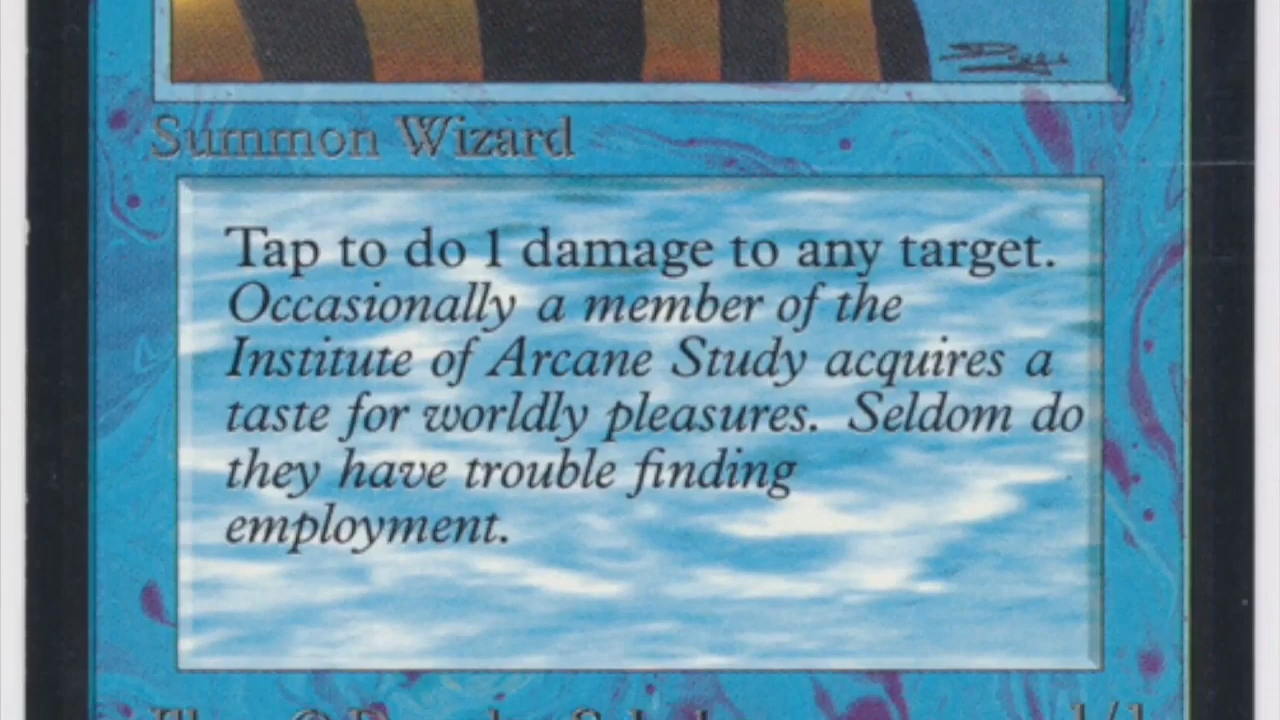 Summon Wizard
Tap to do 1 damage to any target.
Occasionally a member of the
Institute of Arcane Study acquires a
taste for worldly pleasures. Seldom do
they have trouble finding
employment.